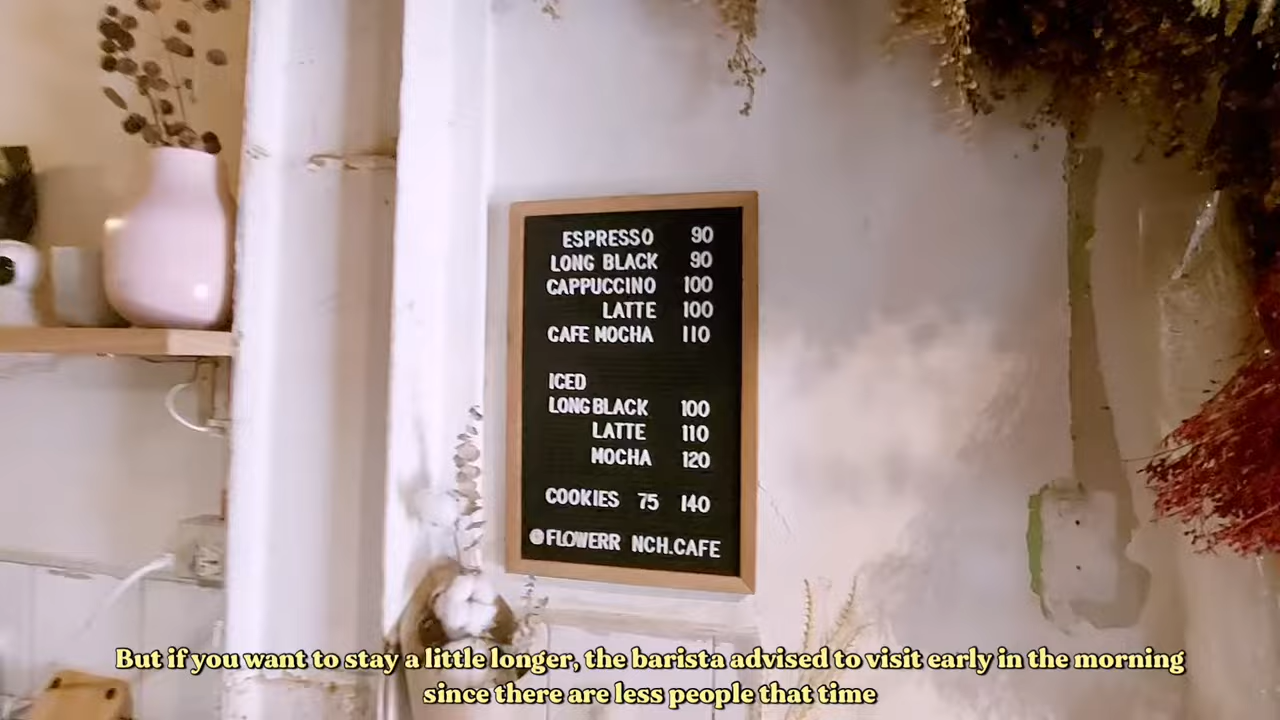 ESPRESSO 90
LONG BLACK 90
CAPPUCCINO 100
LATTE 100
CAFE MOCHA 110
ICED
LONG BLACK 100
LATTE 110
MOCHA 120
COOKIES 75 140
@FLOWERR NCH.CAFE
But if you want to stay a little longer, the barista advised to visit early in the morning
since there are less people that time